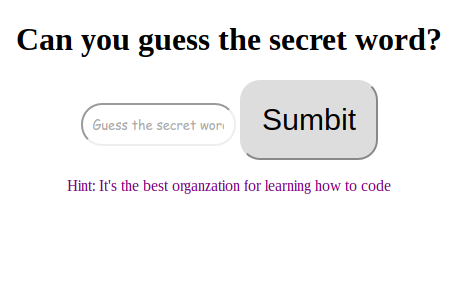 Can you guess the secret word?
Guess the secret wor
Sumbit
Hint: It's the best organzation for learning how to code